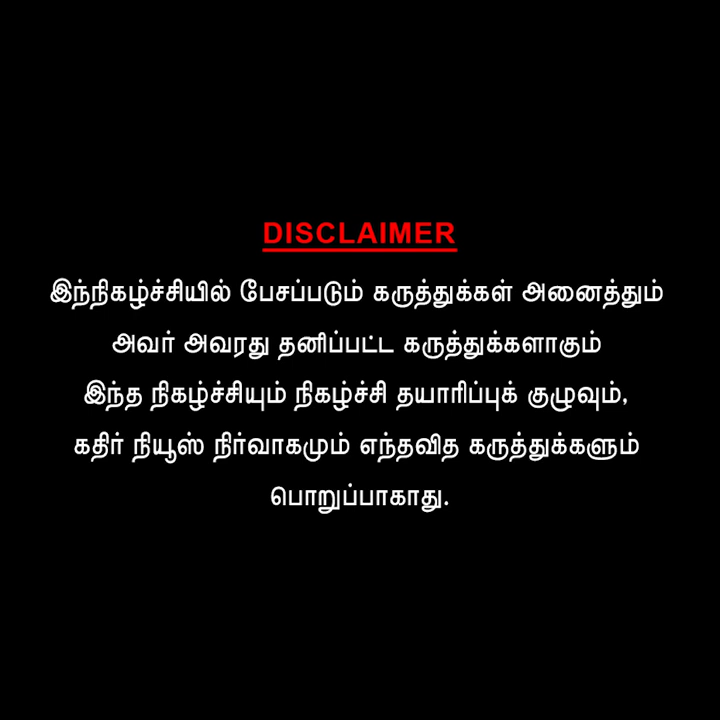 DISCLAIMER
இந்நிகழ்ச்சியில் பேசப்படும் கருத்துக்கள் அனைத்தும்
அவர் அவரது தனிப்பட்ட கருத்துக்களாகும்
இந்த நிகழ்ச்சியும் நிகழ்ச்சி தயாரிப்புக் குழுவும்,
கதிர் நியூஸ் நிர்வாகமும் எந்தவித கருத்துக்களும்
பொறுப்பாகாது.